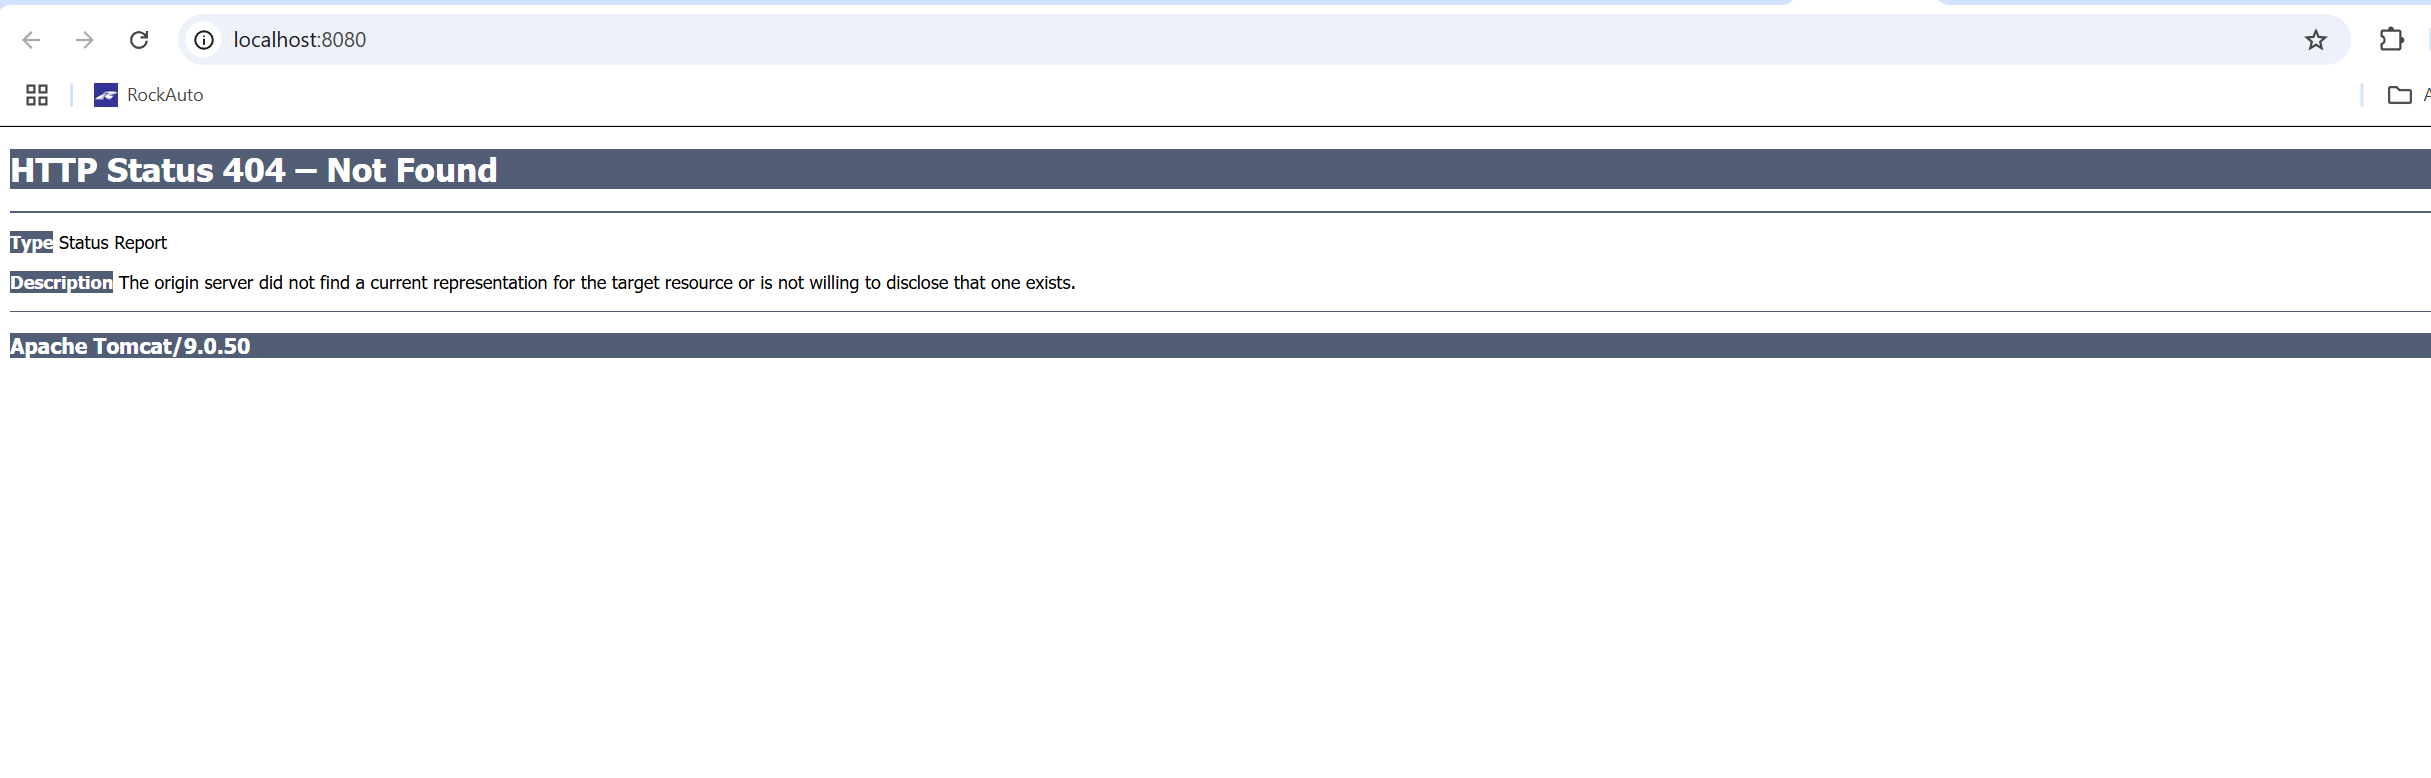 localhost:8080
RockAuto
HTTP Status 404 – Not Found
Type Status Report
Description The origin server did not find a current representation for the target resource or is not willing to disclose that one exists.
Apache Tomcat/9.0.50